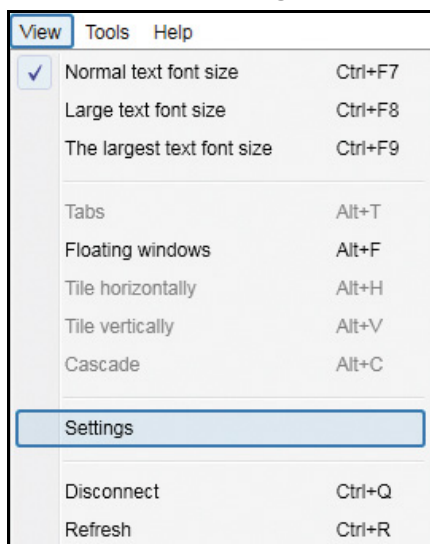 View Tools Help
Normal text font size Ctrl+F7
Large text font size Ctrl+F8
The largest text font size Ctrl+F9
Tabs Alt+T
Floating windows Alt+F
Tile horizontally Alt+H
Tile vertically Alt+V
Cascade Alt+C
Settings
Disconnect Ctrl+Q
Refresh Ctrl+R